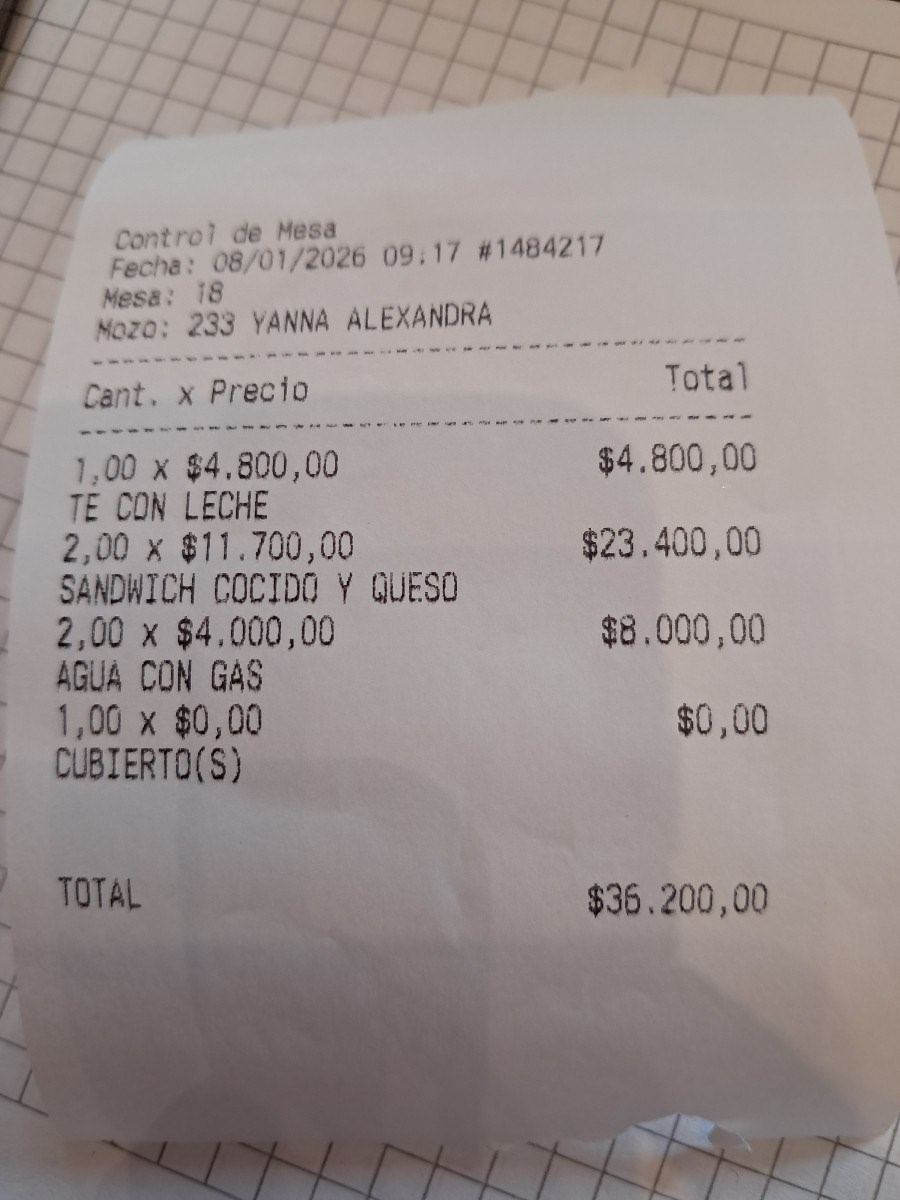 Control de Mesa
Fecha: 08/01/2026 09:17 #1484217
Mesa: 18
Mozo: 233 YANNA ALEXANDRA
Cant. x Precio Total
1,00 x $4.800,00 $4.800,00
TE CON LECHE
2,00 x $11.700,00 $23.400,00
SANDWICH COCIDO Y QUESO
2,00 x $4.000,00 $8.000,00
AGUA CON GAS
1,00 x $0,00 $0,00
CUBIERTO(S)
TOTAL $36.200,00